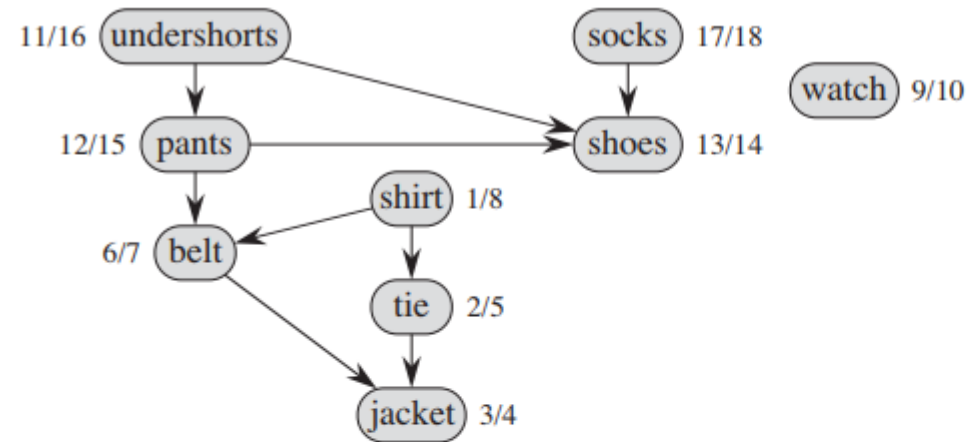 11/16 undershorts socks 17/18
watch 9/10
12/15 pants shoes 13/14
shirt 1/8
6/7 belt
tie 2/5
jacket 3/4